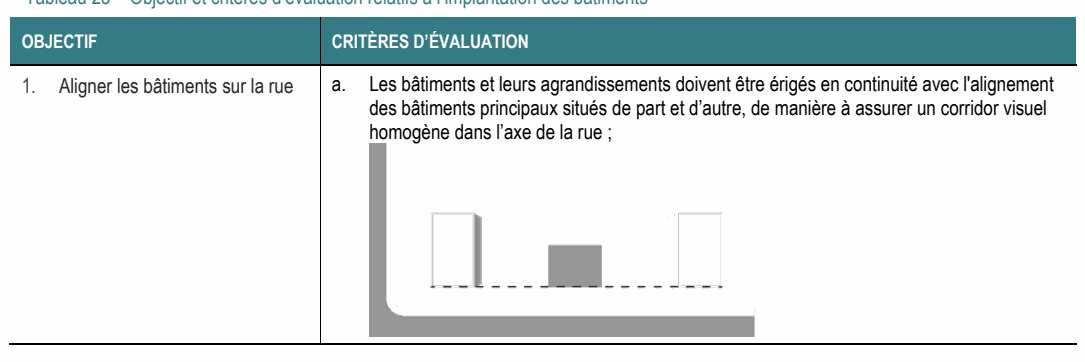 Tableau 28 – Objectif et critères d'évaluation relatifs à l'implantation des bâtiments
OBJECTIF
CRITÈRES D'ÉVALUATION
1. Aligner les bâtiments sur la rue
a. Les bâtiments et leurs agrandissements doivent être érigés en continuité avec l'alignement
des bâtiments principaux situés de part et d'autre, de manière à assurer un corridor visuel
homogène dans l'axe de la rue ;